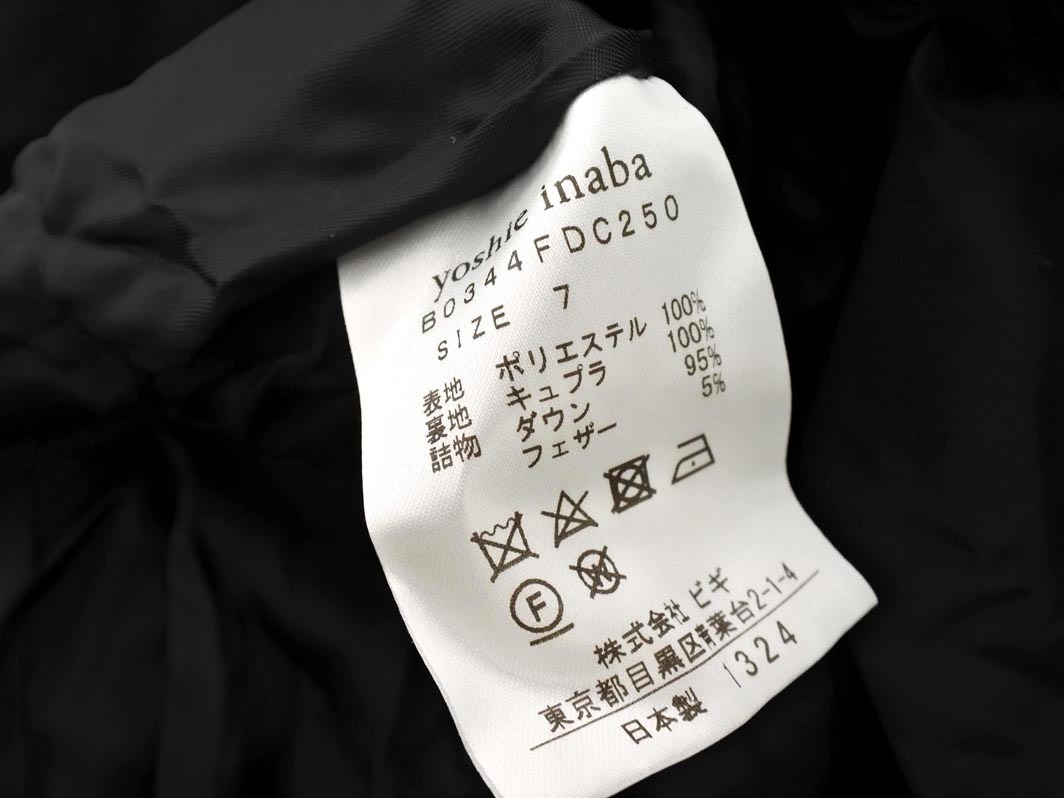 yoshie inaba
B0344FDC250
SIZE 7
表地 ポリエステル 100%
裏地 キュプラ 100%
詰物 ダウン 95%
フェザー 5%
F W
株式会社 ビギ
東京都目黒区青葉台2-1-4
日本製 1324